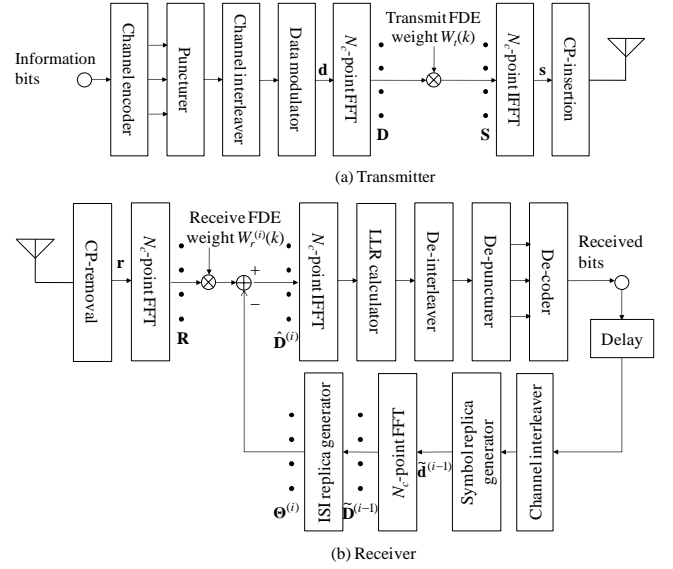 Information
bits
Channel encoder
Puncturer
Channel interleaver
Data modulator
d
N_c-point FFT
D
Transmit FDE
weight W_t(k)
S
N_c-point IFFT
s
CP-insertion
(a) Transmitter
CP-removal
r
N_c-point FFT
R
Receive FDE
weight W_r^{(i)}(k)
+
−
D̂^{(i)}
N_c-point IFFT
LLR calculator
De-interleaver
De-puncturer
De-coder
Received
bits
Delay
Channel interleaver
Symbol replica
generator
d̃^{(i−1)}
N_c-point FFT
D̃^{(i−1)}
ISI replica generator
Θ^{(i)}
(b) Receiver